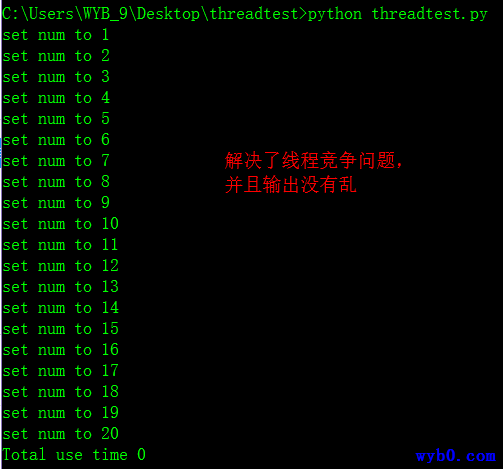 C:\Users\WYB_9\Desktop\threadtest>python threadtest.py
set num to 1
set num to 2
set num to 3
set num to 4
set num to 5
set num to 6
set num to 7
set num to 8
set num to 9
set num to 10
set num to 11
set num to 12
set num to 13
set num to 14
set num to 15
set num to 16
set num to 17
set num to 18
set num to 19
set num to 20
Total use time 0
解决了线程竞争问题，
并且输出没有乱
wyb0.com